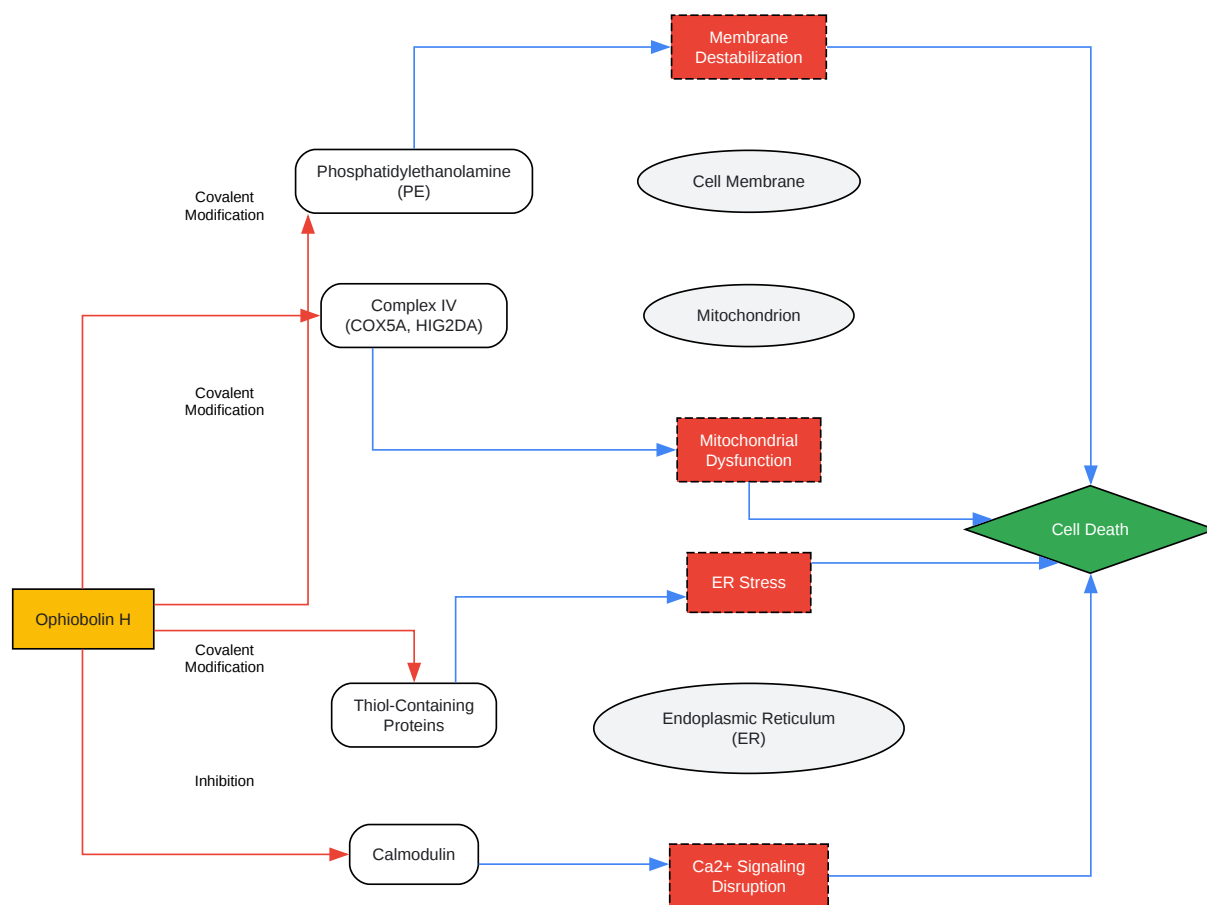 Membrane
Destabilization
Phosphatidylethanolamine
(PE)
Cell Membrane
Covalent
Modification
Complex IV
(COX5A, HIG2DA)
Mitochondrion
Covalent
Modification
Mitochondrial
Dysfunction
Cell Death
ER Stress
Ophiobolin H
Covalent
Modification
Thiol-Containing
Proteins
Endoplasmic Reticulum
(ER)
Inhibition
Calmodulin
Ca2+ Signaling
Disruption